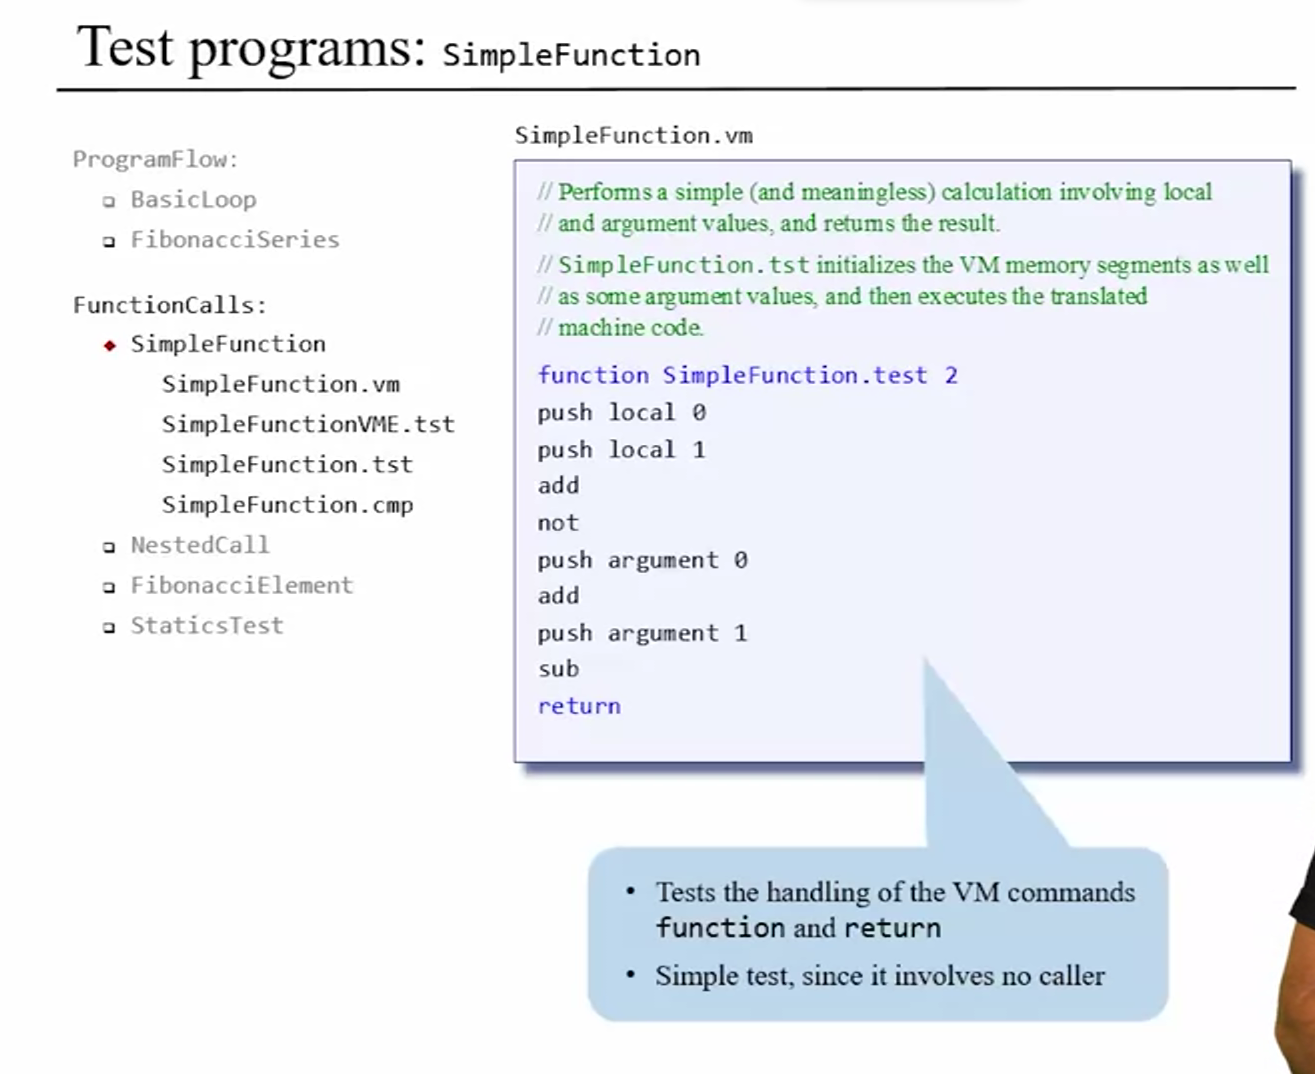 Test programs: SimpleFunction
ProgramFlow:
BasicLoop
FibonacciSeries
FunctionCalls:
SimpleFunction
SimpleFunction.vm
SimpleFunctionVME.tst
SimpleFunction.tst
SimpleFunction.cmp
NestedCall
FibonacciElement
StaticsTest
SimpleFunction.vm
// Performs a simple (and meaningless) calculation involving local
// and argument values, and returns the result.
// SimpleFunction.tst initializes the VM memory segments as well
// as some argument values, and then executes the translated
// machine code.
function SimpleFunction.test 2
push local 0
push local 1
add
not
push argument 0
add
push argument 1
sub
return
• Tests the handling of the VM commands
function and return
• Simple test, since it involves no caller